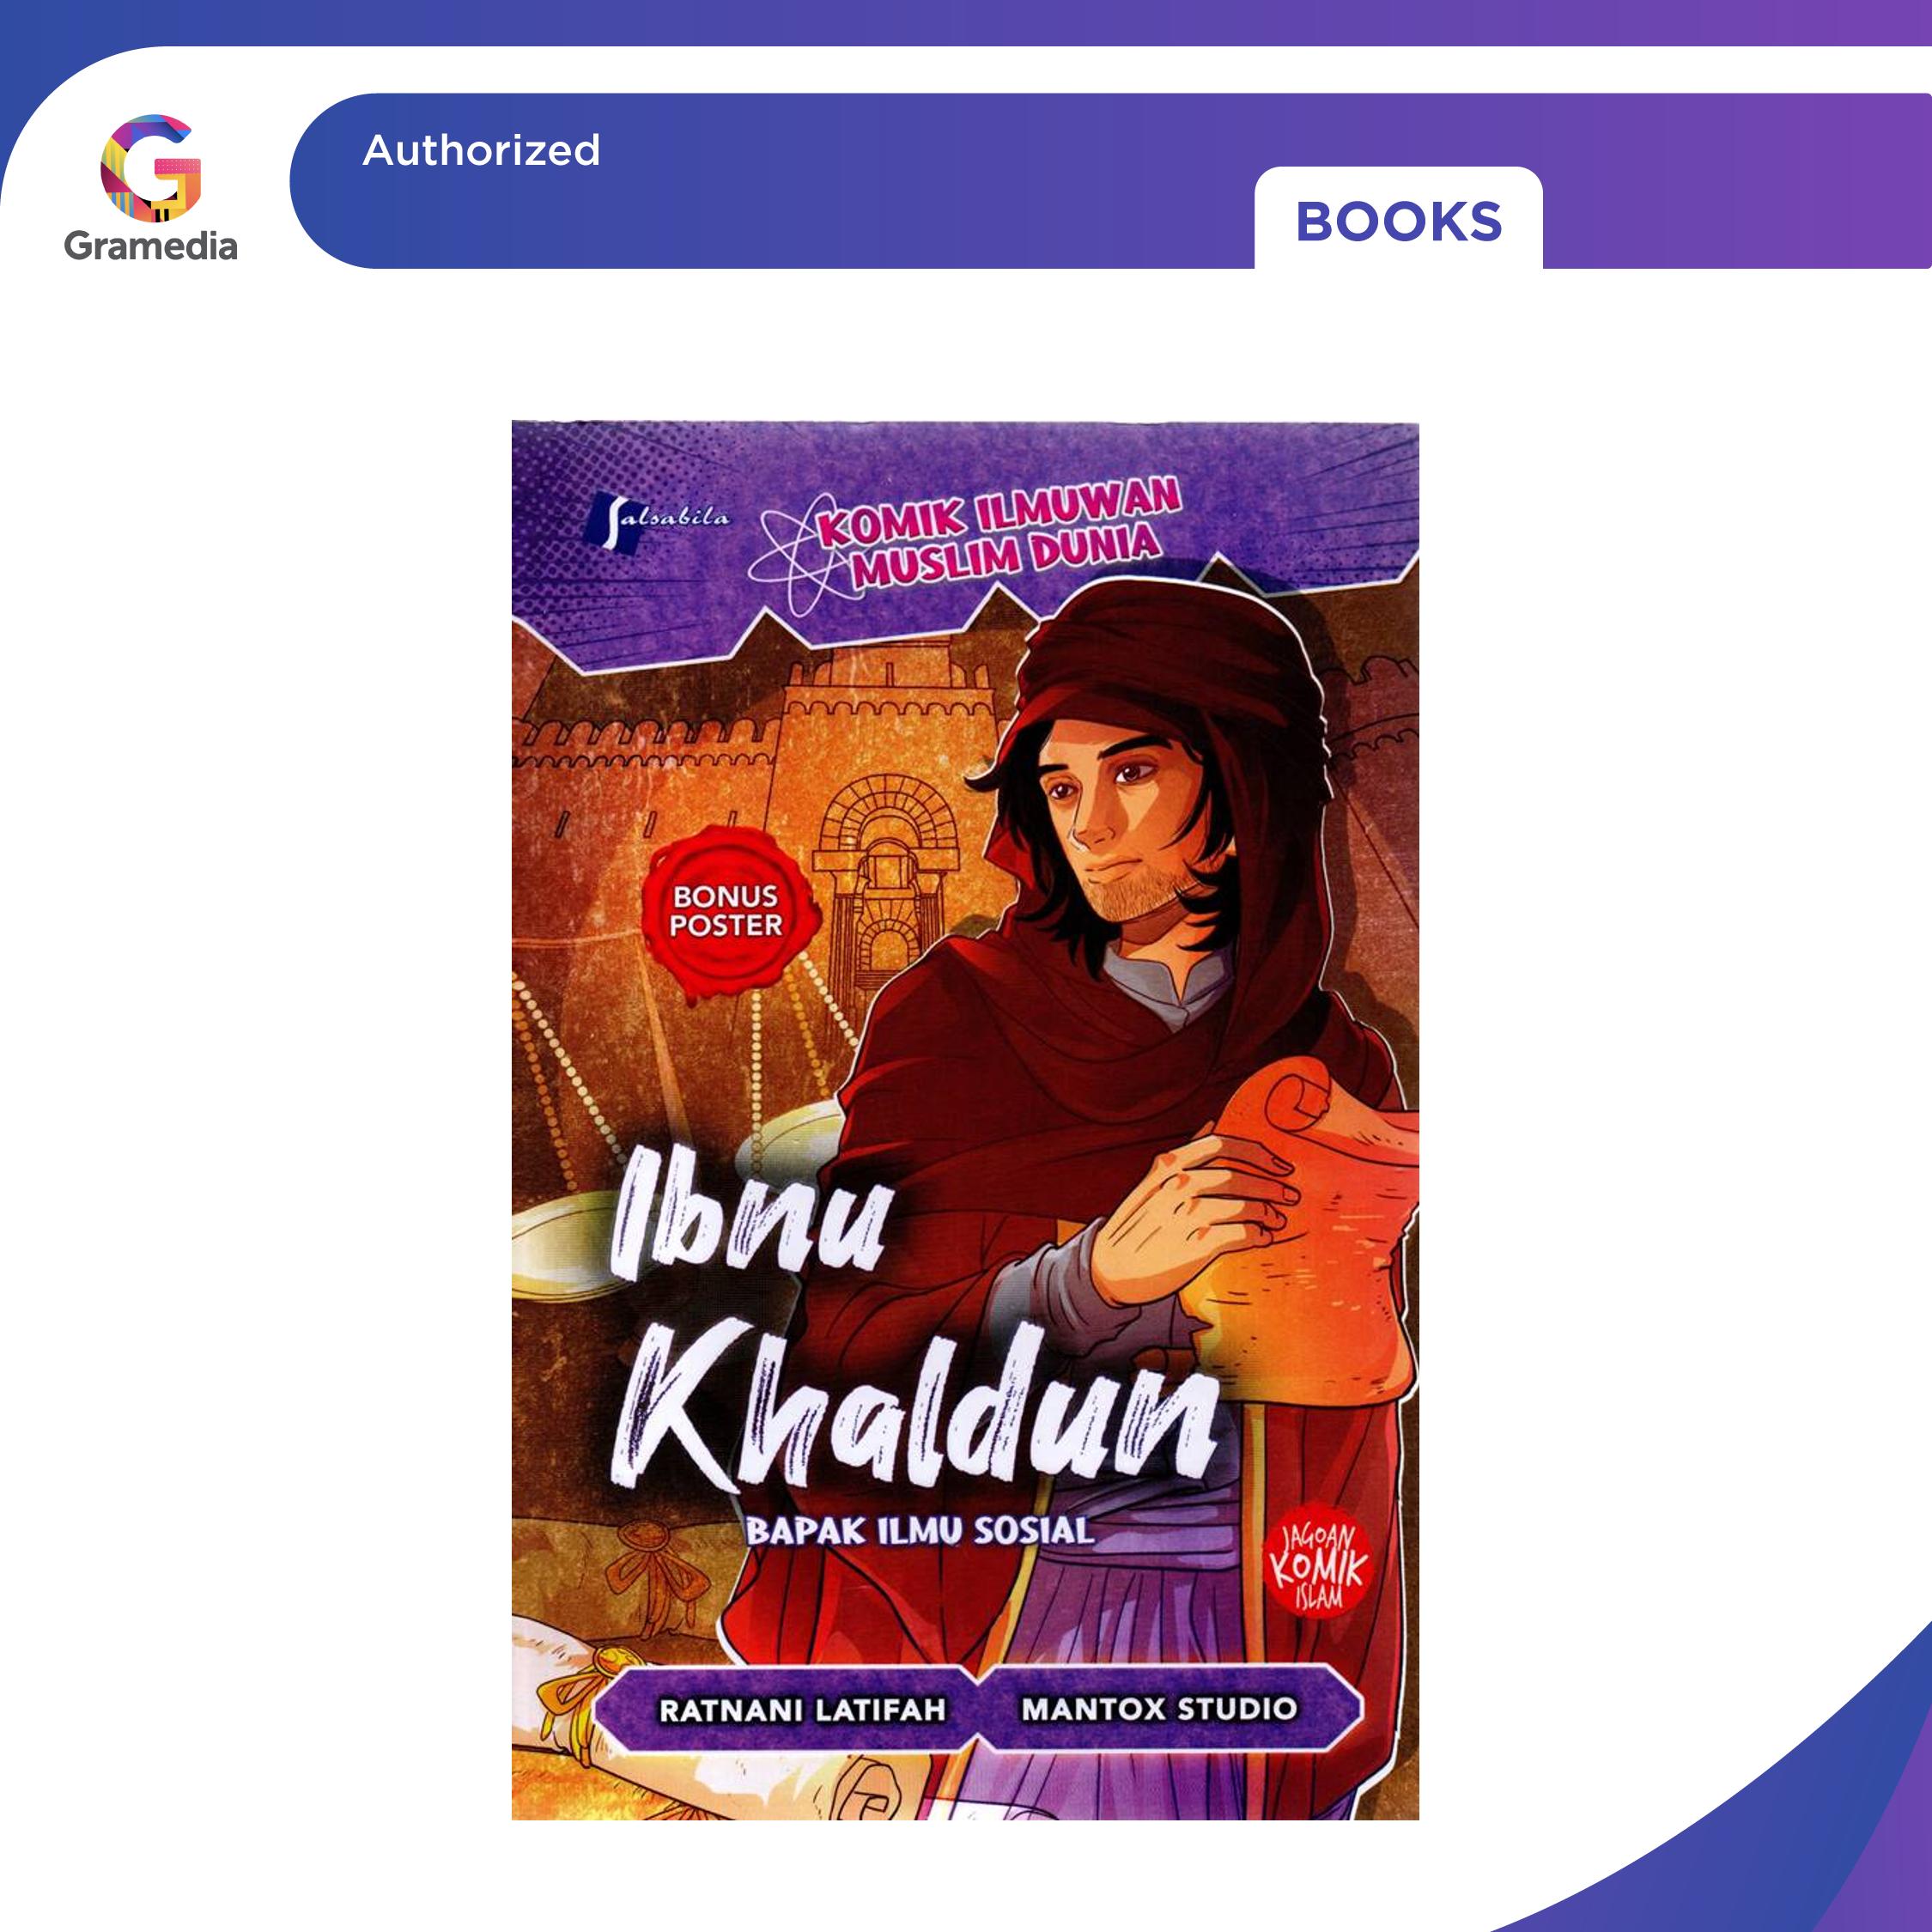 Gramedia
Authorized
BOOKS
Salsabila
KOMIK ILMUWAN
MUSLIM DUNIA
BONUS
POSTER
Ibnu
Khaldun
BAPAK ILMU SOSIAL
JAGOAN
KOMIK
ISLAM
RATNANI LATIFAH
MANTOX STUDIO